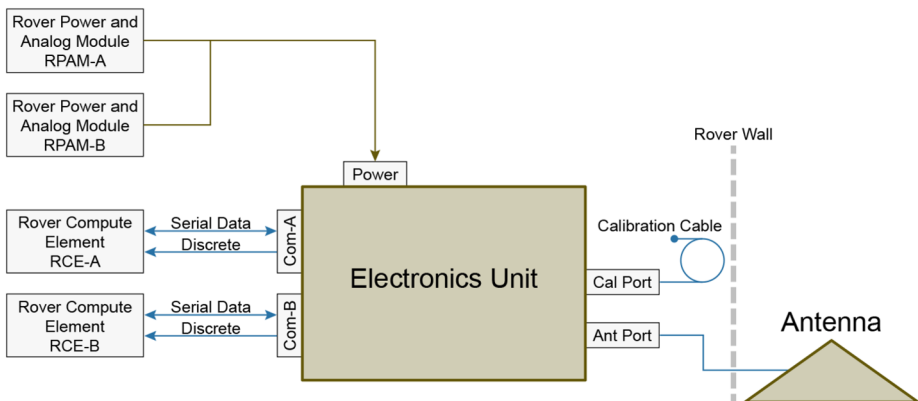 Rover Power and
Analog Module
RPAM-A
Rover Power and
Analog Module
RPAM-B
Rover Wall
Power
Rover Compute
Element
RCE-A
Serial Data
Discrete
Com-A
Calibration Cable
Electronics Unit
Cal Port
Rover Compute
Element
RCE-B
Serial Data
Discrete
Com-B
Ant Port
Antenna